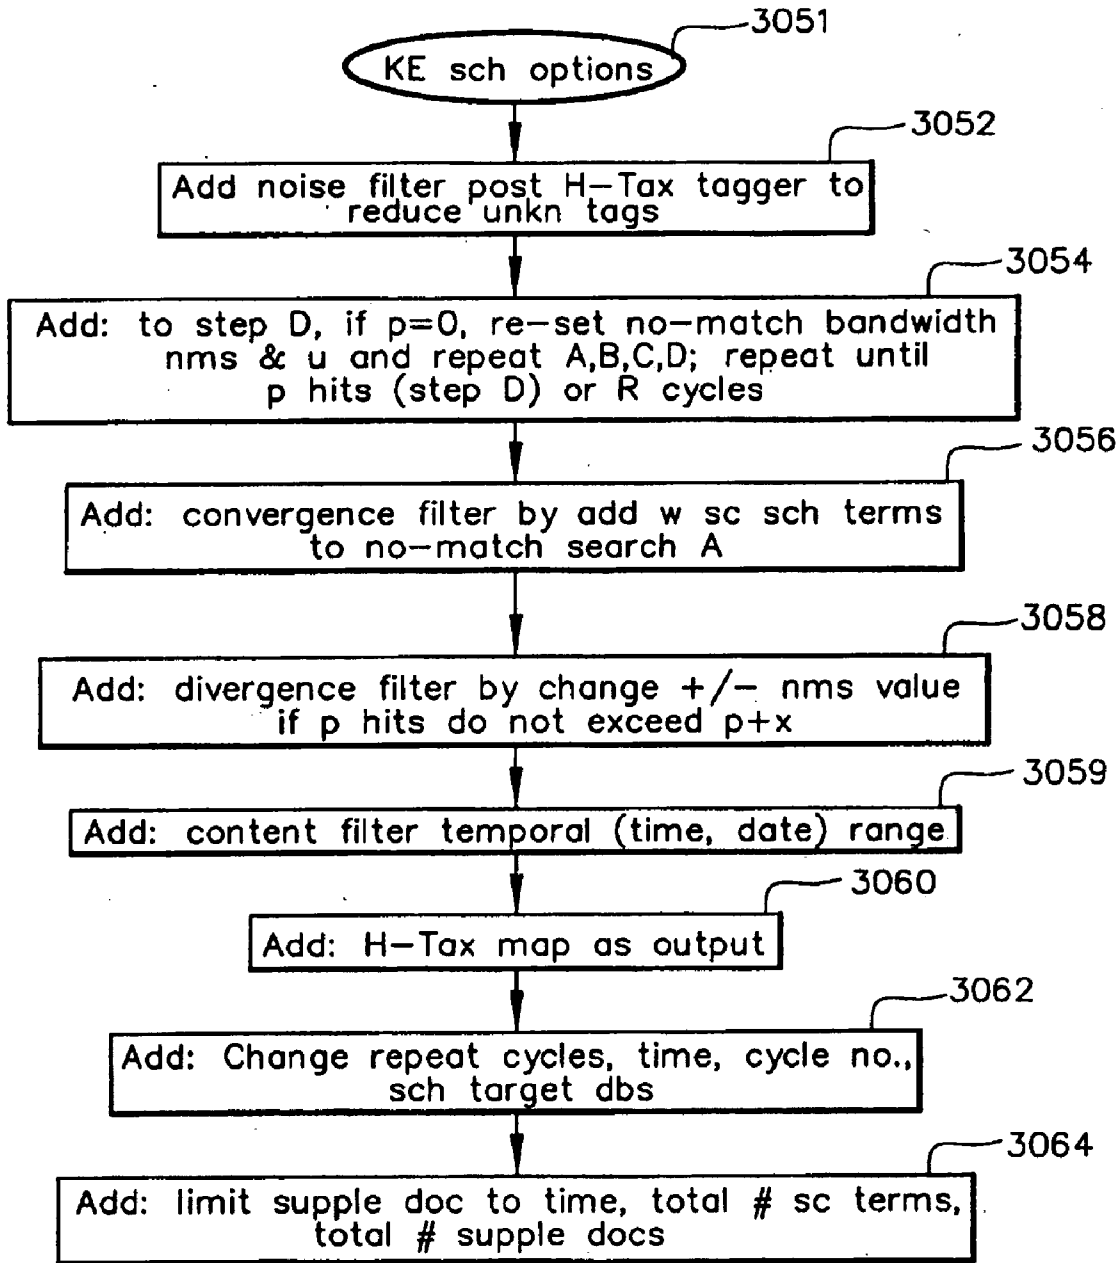 3051
KE sch options
3052
Add noise filter post H-Tax tagger to
reduce unkn tags
3054
Add: to step D, if p=0, re-set no-match bandwidth
nms & u and repeat A,B,C,D; repeat until
p hits (step D) or R cycles
3056
Add: convergence filter by add w sc sch terms
to no-match search A
3058
Add: divergence filter by change +/- nms value
if p hits do not exceed p+x
3059
Add: content filter temporal (time, date) range
3060
Add: H-Tax map as output
3062
Add: Change repeat cycles, time, cycle no.,
sch target dbs
3064
Add: limit supple doc to time, total # sc terms,
total # supple docs